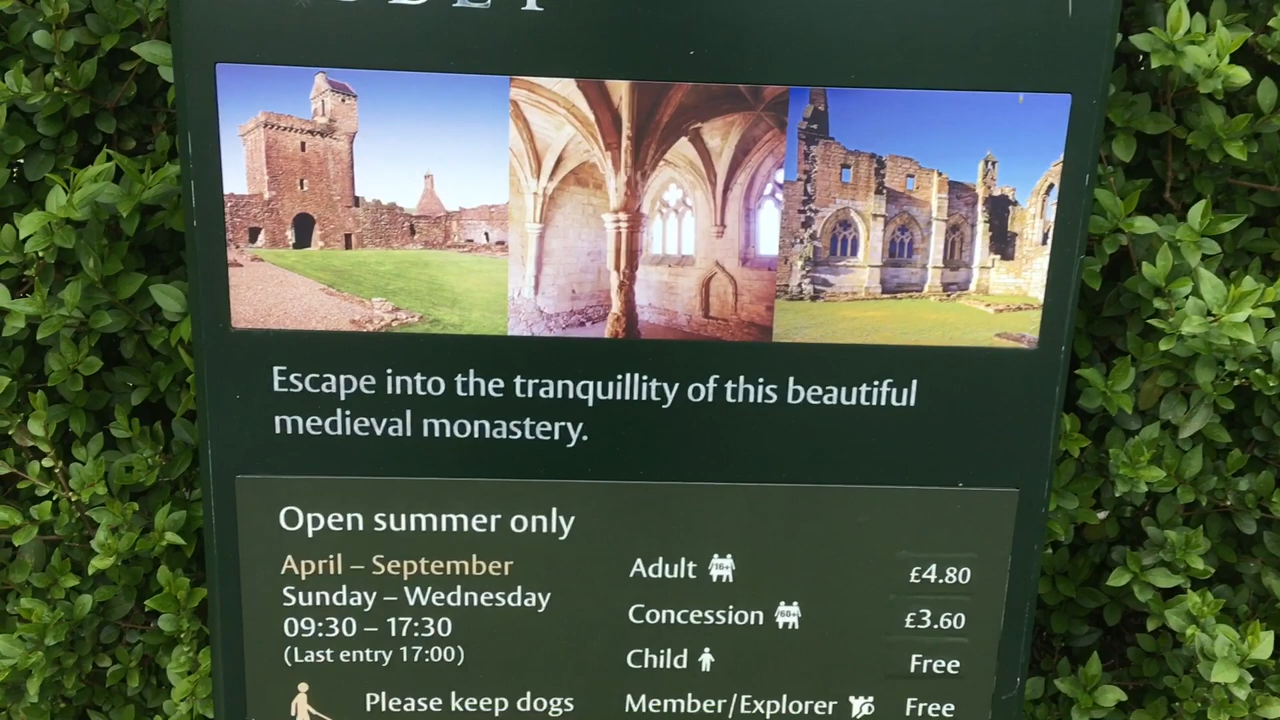 Escape into the tranquillity of this beautiful
medieval monastery.
Open summer only
April – September
Sunday – Wednesday
09:30 – 17:30
(Last entry 17:00)
Please keep dogs
Adult 16+ £4.80
Concession 60+ £3.60
Child Free
Member/Explorer Free